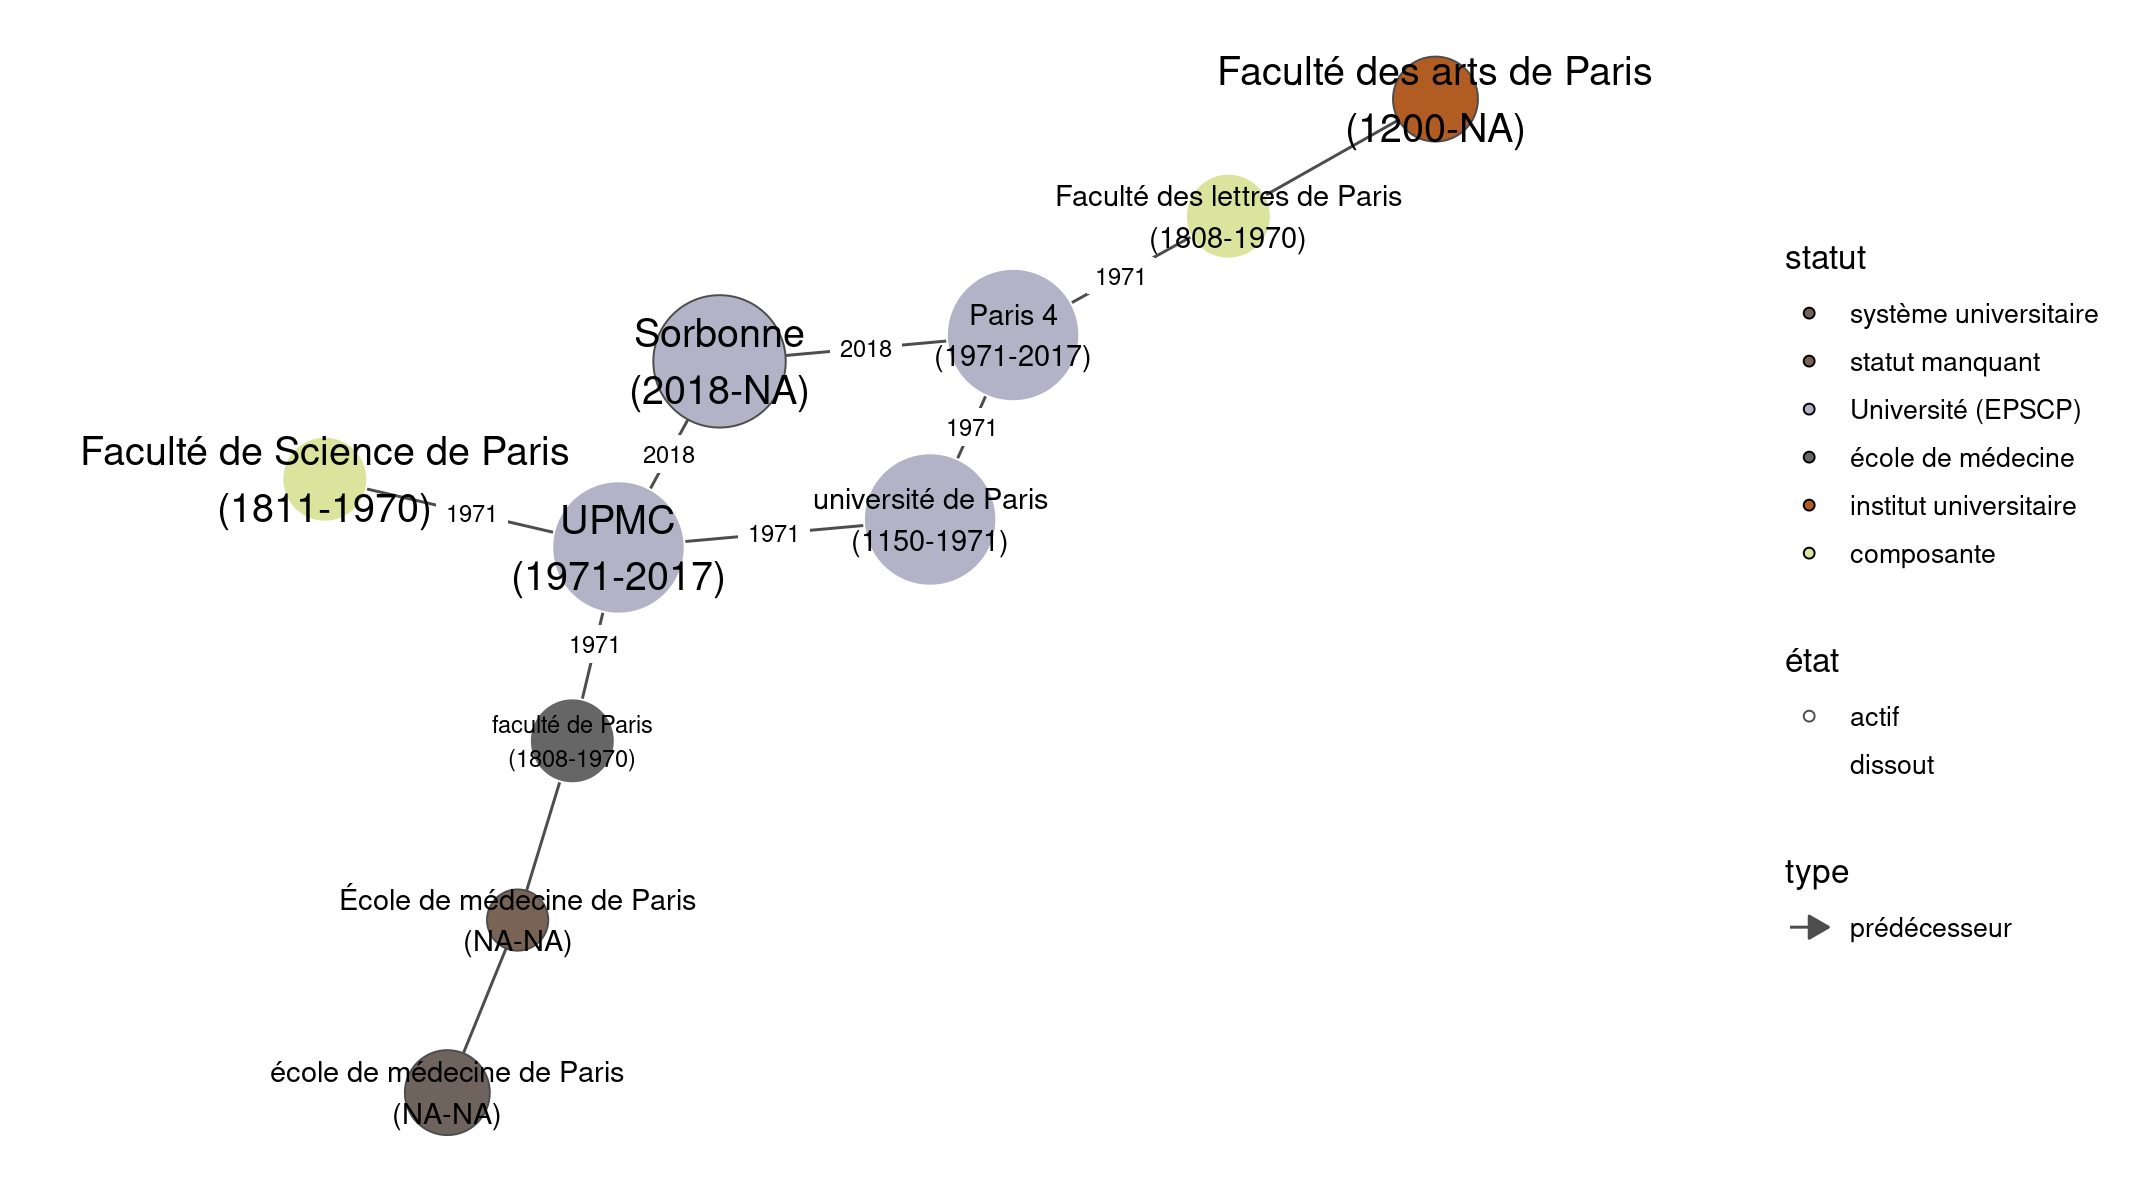 Faculté des arts de Paris
(1200-NA)
Faculté des lettres de Paris
(1808-1970)
1971
Paris 4
(1971-2017)
Sorbonne
(2018-NA)
2018
1971
2018
Faculté de Science de Paris
(1811-1970)
1971
UPMC
(1971-2017)
1971
université de Paris
(1150-1971)
1971
faculté de Paris
(1808-1970)
École de médecine de Paris
(NA-NA)
école de médecine de Paris
(NA-NA)
statut
système universitaire
statut manquant
Université (EPSCP)
école de médecine
institut universitaire
composante
état
actif
dissout
type
prédécesseur